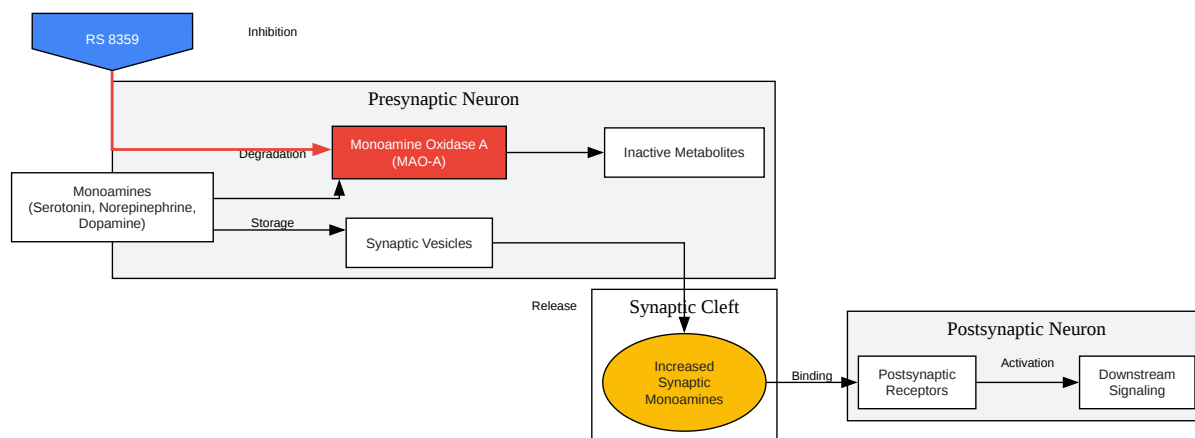 RS 8359
Inhibition
Presynaptic Neuron
Monoamine Oxidase A
(MAO-A)
Inactive Metabolites
Degradation
Monoamines
(Serotonin, Norepinephrine,
Dopamine)
Storage
Synaptic Vesicles
Release
Synaptic Cleft
Increased
Synaptic
Monoamines
Binding
Postsynaptic Neuron
Postsynaptic
Receptors
Activation
Downstream
Signaling